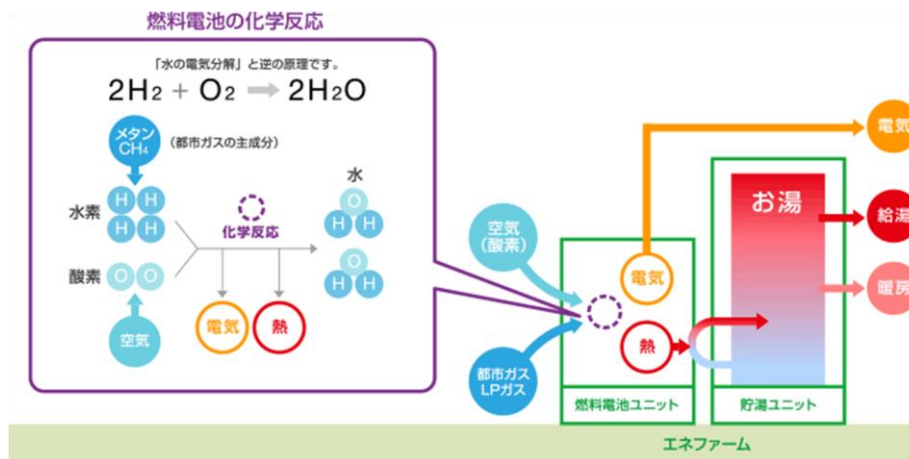 燃料電池の化学反応
「水の電気分解」と逆の原理です。
2H₂ + O₂ → 2H₂O
メタン
CH₄
(都市ガスの主成分)
水素
H H
H H
酸素
O O
空気
化学反応
電気
熱
水
O
H H
O
H H
空気
(酸素)
都市ガス
LPガス
電気
熱
燃料電池ユニット
お湯
貯湯ユニット
電気
給湯
暖房
エネファーム